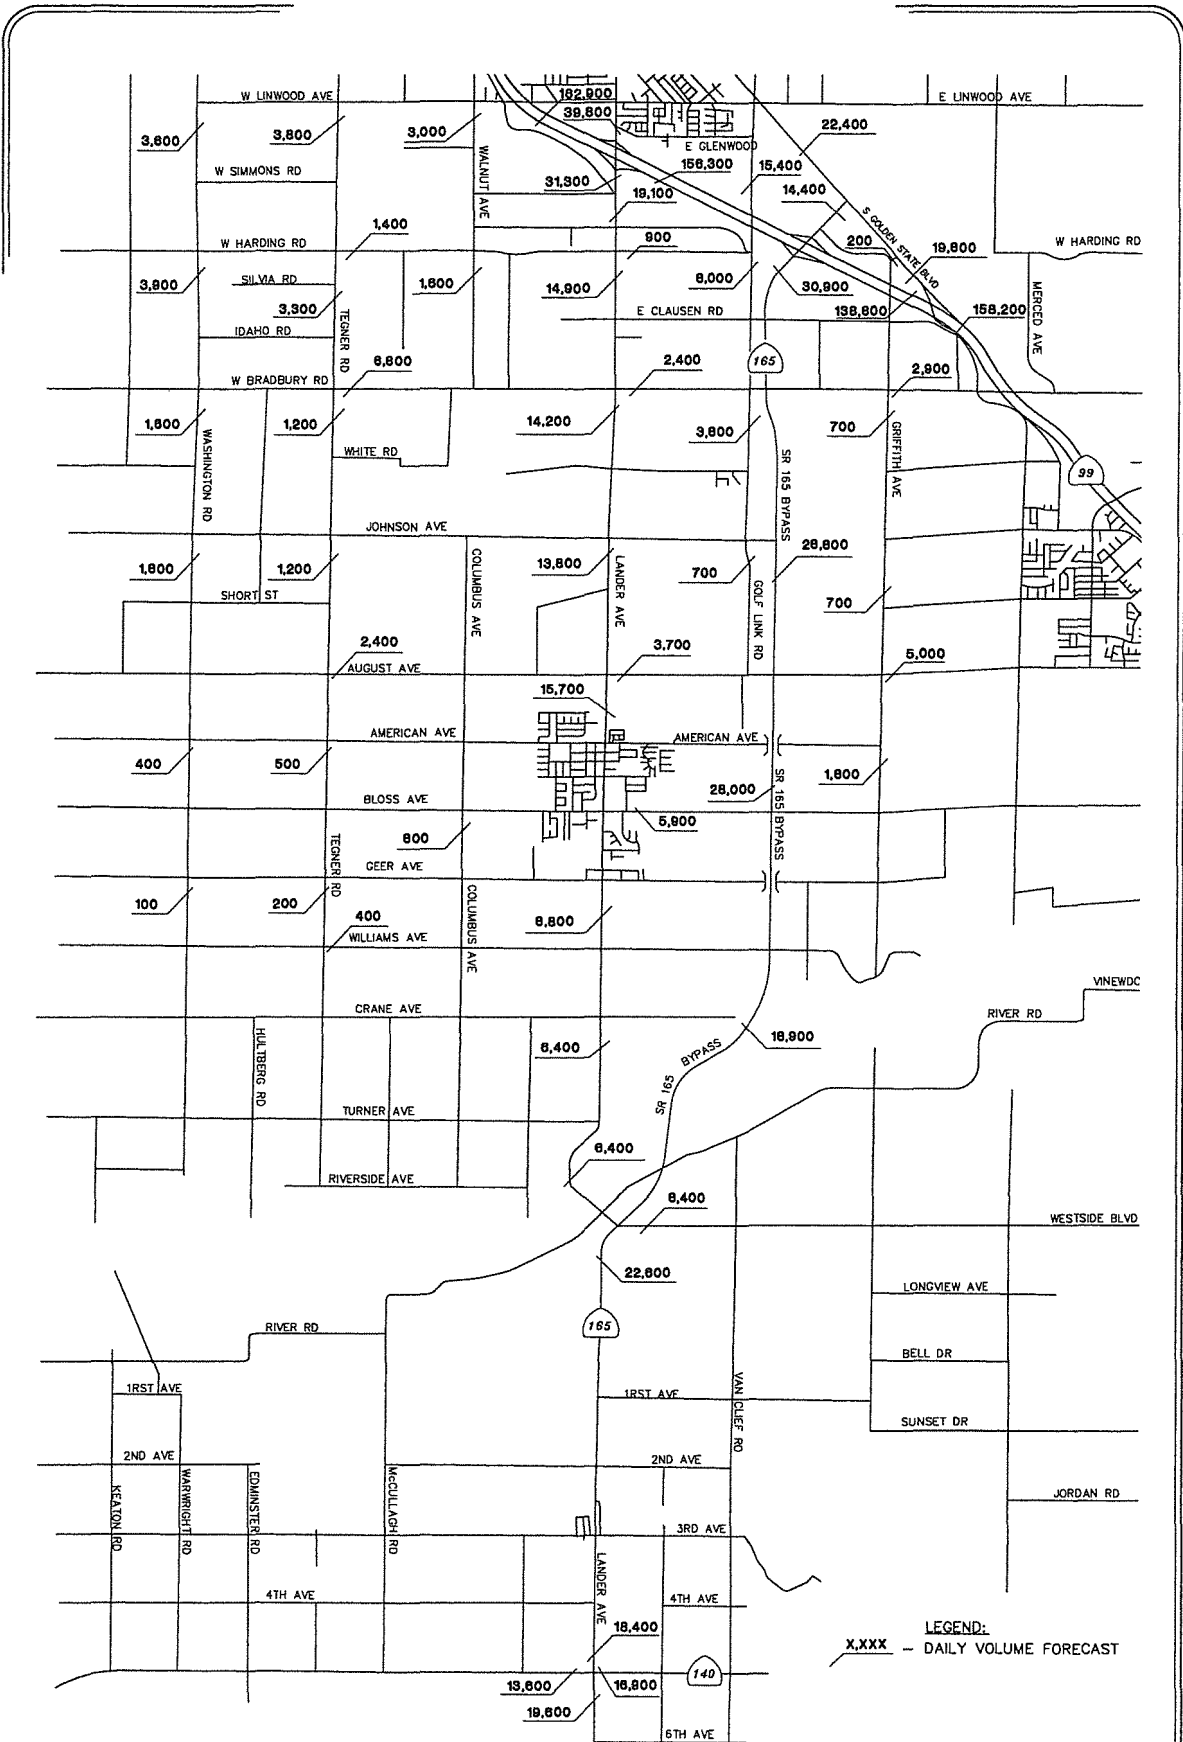 W LINWOOD AVE
E LINWOOD AVE
39,800
3,600
3,800
3,000
22,400
E GLENWOOD
WALNUT AVE
156,300
15,400
W SIMMONS RD
31,300
19,100
14,400
S GOLDEN STATE BLVD
1,400
900
200
19,800
W HARDING RD
W HARDING RD
3,900
SILVIA RD
1,600
14,900
8,000
30,900
3,300
138,800
158,200
MERCED AVE
E CLAUSEN RD
IDAHO RD
TEGNER RD
6,800
2,400
165
2,900
W BRADBURY RD
1,600
1,200
14,200
3,800
700
WASHINGTON RD
WHITE RD
SR 165 BYPASS
GRIFFITH AVE
99
JOHNSON AVE
1,800
1,200
COLUMBUS AVE
13,800
LANDER AVE
700
GOLF LINK RD
26,800
SHORT ST
700
2,400
3,700
5,000
AUGUST AVE
15,700
AMERICAN AVE
AMERICAN AVE
400
500
1,800
28,000
SR 165 BYPASS
BLOSS AVE
5,900
800
TEGNER RD
GEER AVE
100
200
COLUMBUS AVE
400
8,800
WILLIAMS AVE
VINEWDO
CRANE AVE
RIVER RD
HULTBERG RD
6,400
16,900
SR 165 BYPASS
TURNER AVE
6,400
RIVERSIDE AVE
6,400
WESTSIDE BLVD
22,600
LONGVIEW AVE
165
RIVER RD
BELL DR
1RST AVE
1RST AVE
VAN CLIEF RD
SUNSET DR
2ND AVE
2ND AVE
KEATON RD
WARWRIGHT RD
EDMINSTER RD
McCULLAGH RD
JORDAN RD
3RD AVE
LANDER AVE
4TH AVE
4TH AVE
18,400
LEGEND:
X,XXX – DAILY VOLUME FORECAST
140
13,600
16,900
19,600
6TH AVE